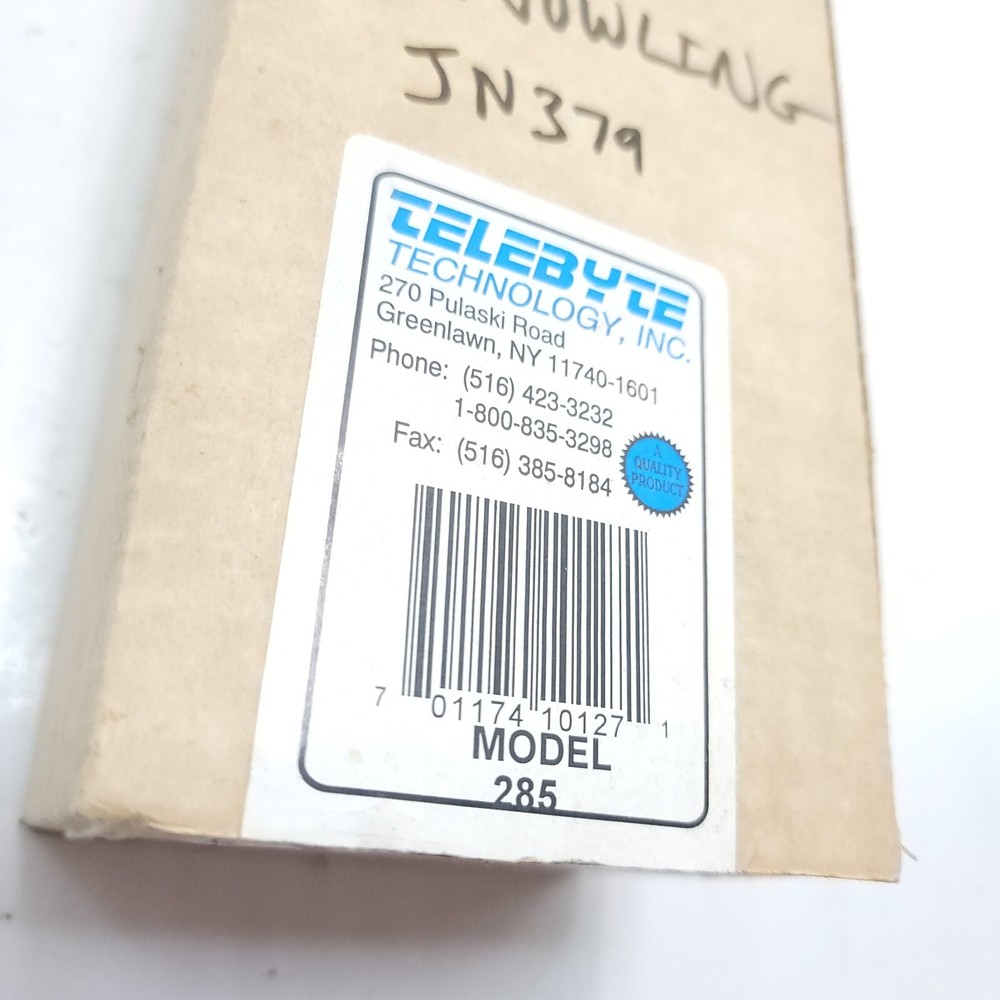 JN379
TELEBYTE
TECHNOLOGY, INC.
270 Pulaski Road
Greenlawn, NY 11740-1601
Phone: (516) 423-3232
1-800-835-3298
Fax: (516) 385-8184
A
QUALITY
PRODUCT
7 01174 10127 1
MODEL
285